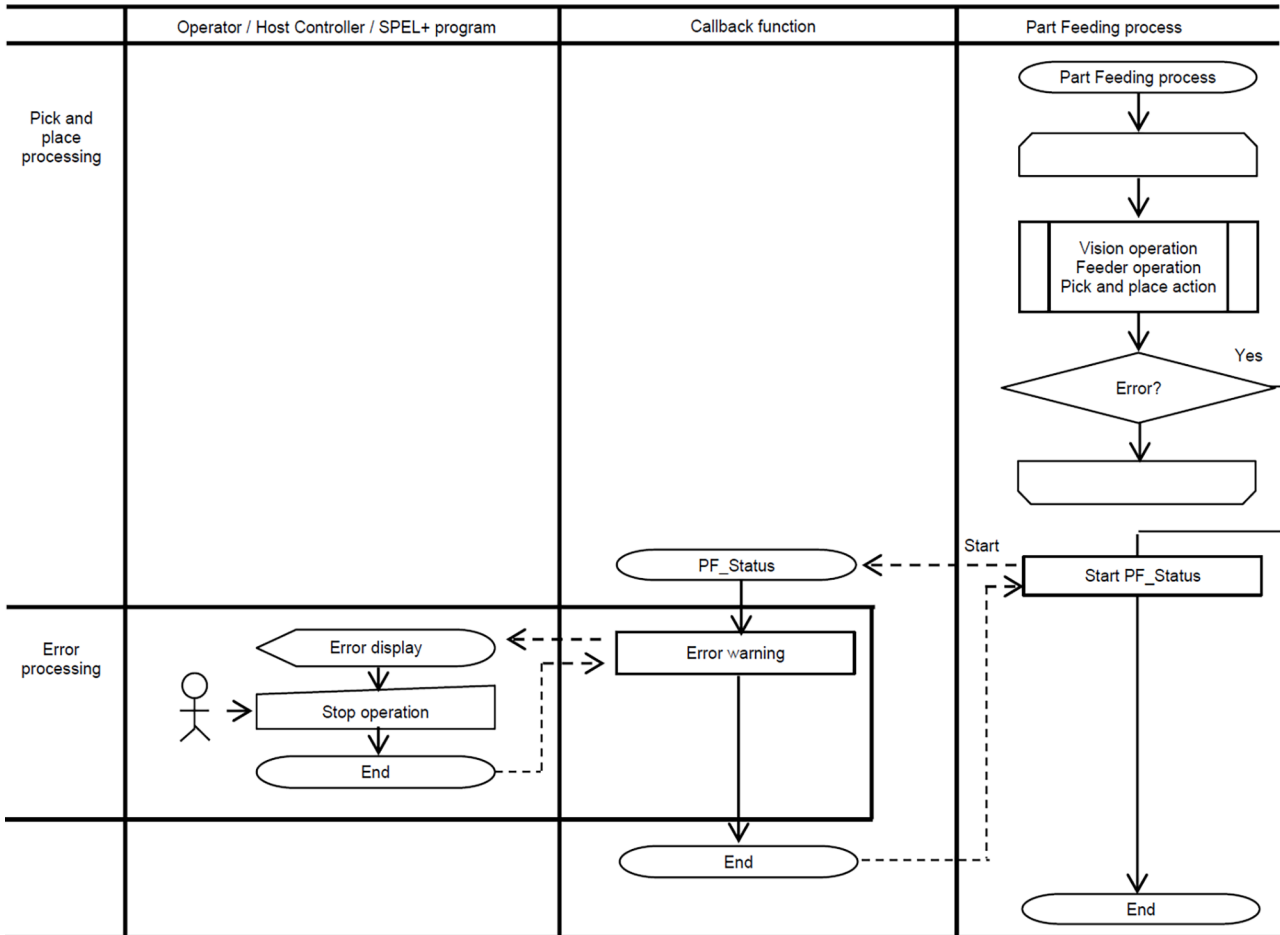 Operator / Host Controller / SPEL+ program
Callback function
Part Feeding process
Pick and
place
processing
Part Feeding process
Vision operation
Feeder operation
Pick and place action
Yes
Error?
Start
PF_Status
Start PF_Status
Error
processing
Error display
Error warning
Stop operation
End
End
End